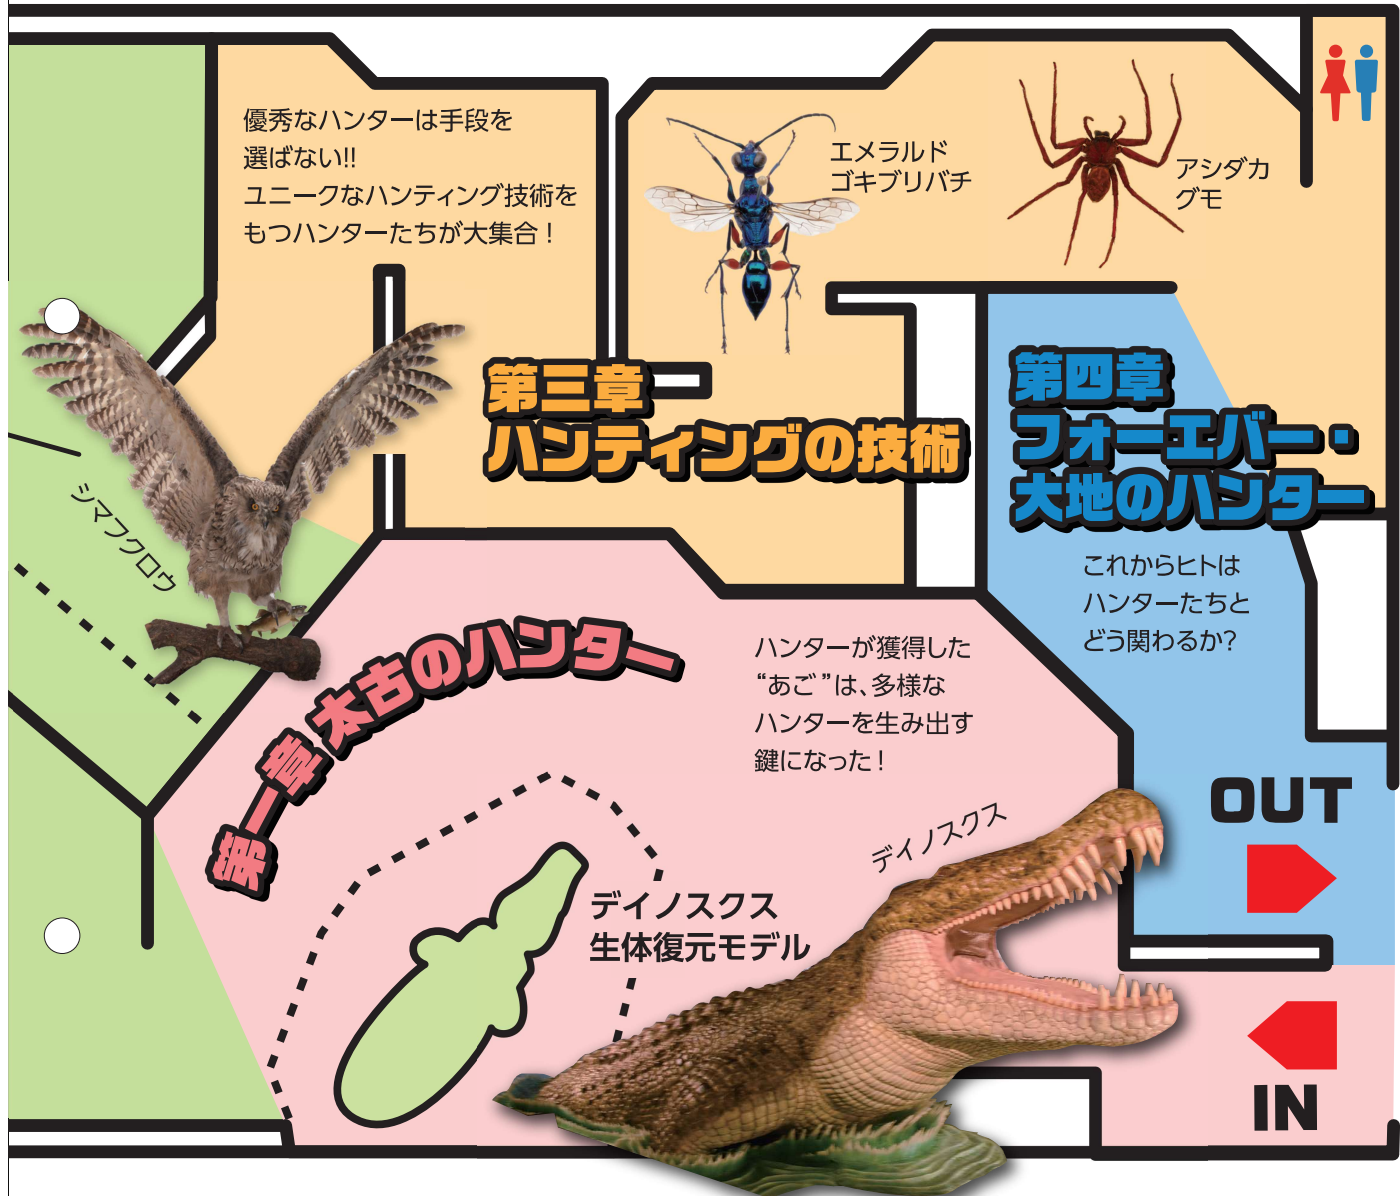 優秀なハンターは手段を
選ばない!!
ユニークなハンティング技術を
もつハンターたちが大集合！
エメラルド
ゴキブリバチ
アシダカ
グモ
第三章
ハンティングの技術
第四章
フォーエバー・
大地のハンター
これからヒトは
ハンターたちと
どう関わるか?
シマフクロウ
第一章 太古のハンター
ハンターが獲得した
“あご”は、多様な
ハンターを生み出す
鍵になった！
デイノスクス
デイノスクス
生体復元モデル
OUT
IN